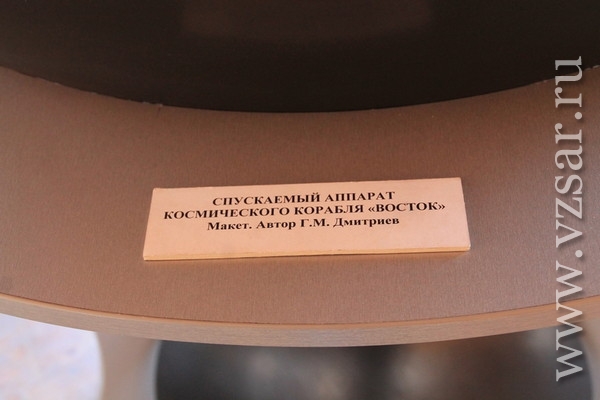 СПУСКАЕМЫЙ АППАРАТ
КОСМИЧЕСКОГО КОРАБЛЯ «ВОСТОК»
Макет. Автор Г.М. Дмитриев
www.vzsar.ru